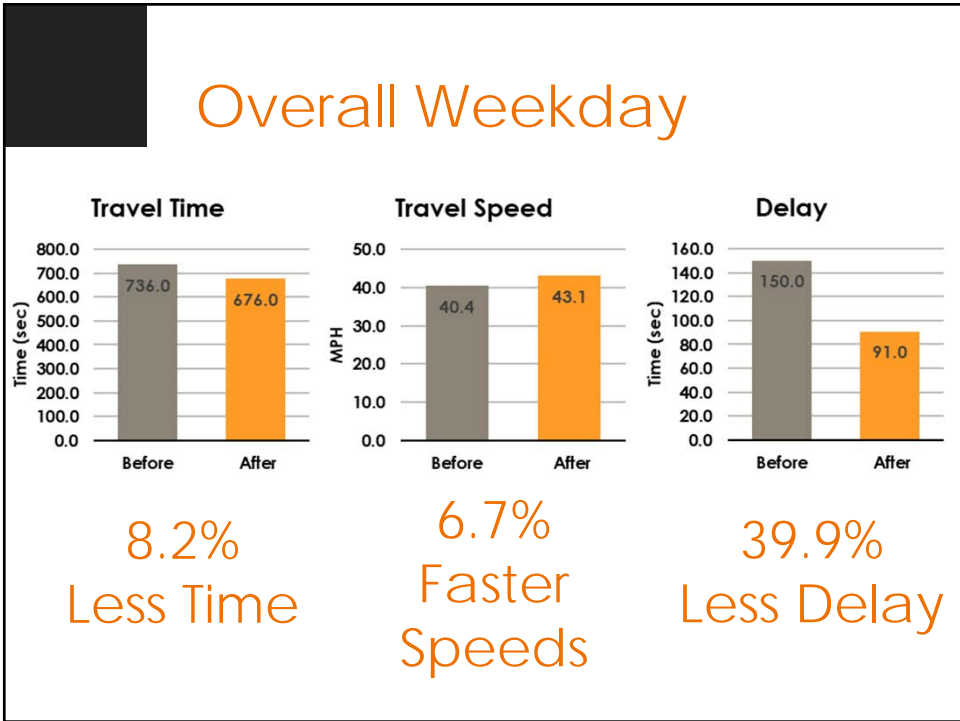 Overall Weekday
Travel Time
800.0
700.0
600.0
500.0
400.0
300.0
200.0
100.0
0.0
Time (sec)
736.0
676.0
Before
After
8.2%
Less Time
Travel Speed
50.0
40.0
30.0
20.0
10.0
0.0
MPH
40.4
43.1
Before
After
6.7%
Faster
Speeds
Delay
160.0
140.0
120.0
100.0
80.0
60.0
40.0
20.0
0.0
Time (sec)
150.0
91.0
Before
After
39.9%
Less Delay